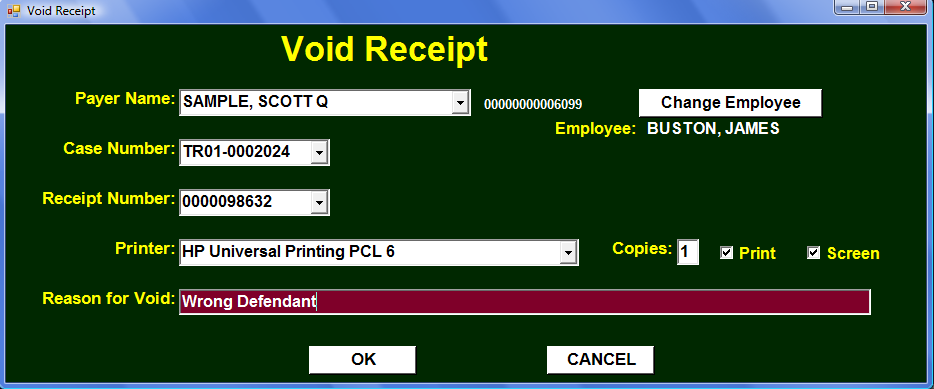 Void Receipt
Void Receipt
Payer Name: SAMPLE, SCOTT Q 00000000006099 Change Employee
Employee: BUSTON, JAMES
Case Number: TR01-0002024
Receipt Number: 0000098632
Printer: HP Universal Printing PCL 6 Copies: 1 Print Screen
Reason for Void: Wrong Defendant
OK CANCEL